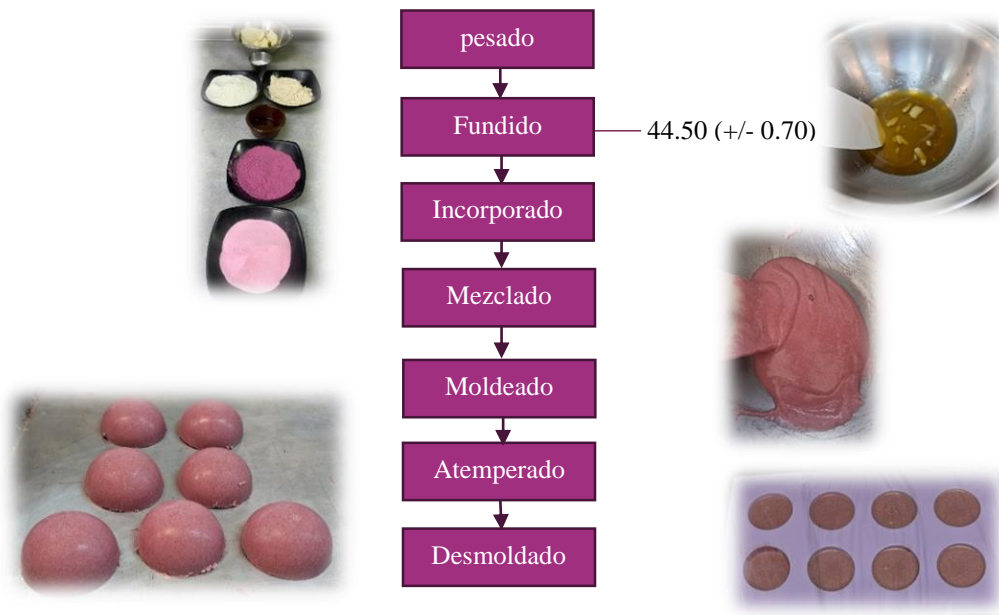 pesado
Fundido
44.50 (+/- 0.70)
Incorporado
Mezclado
Moldeado
Atemperado
Desmoldado